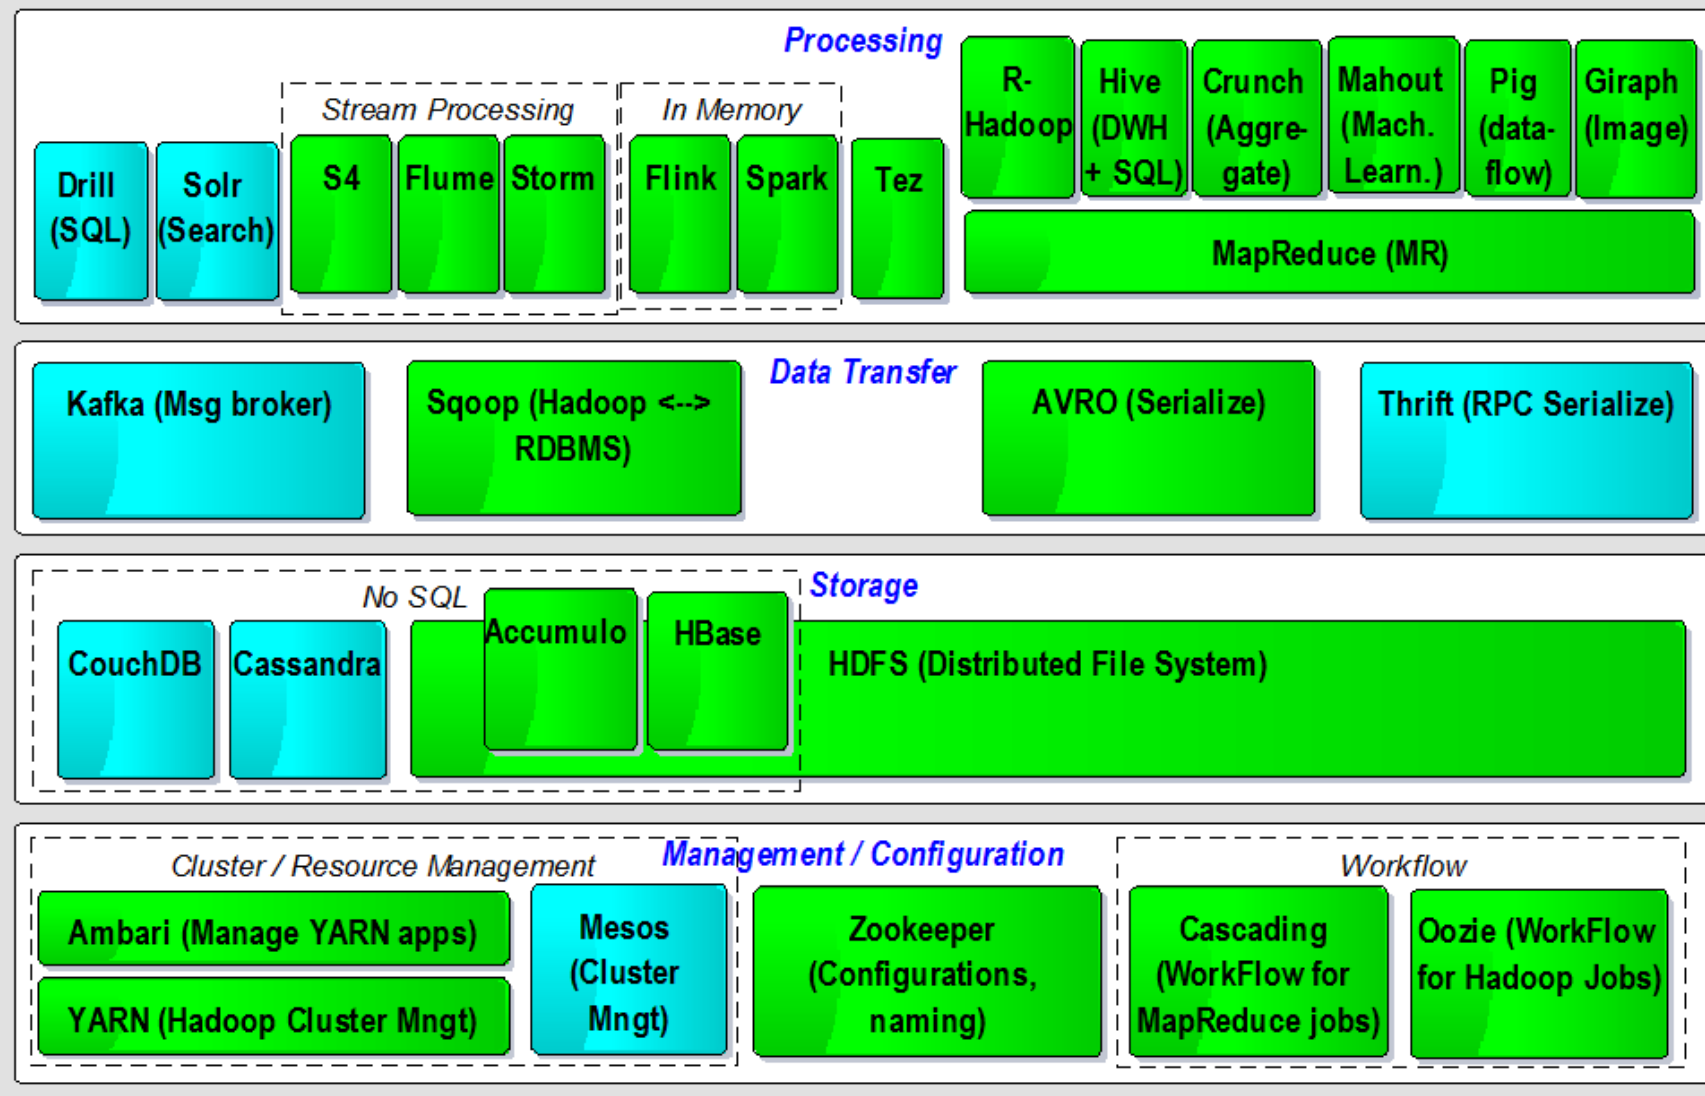 Processing
Stream Processing
In Memory
Drill
(SQL)
Solr
(Search)
S4
Flume
Storm
Flink
Spark
Tez
R-
Hadoop
Hive
(DWH
+ SQL)
Crunch
(Aggre-
gate)
Mahout
(Mach.
Learn.)
Pig
(data-
flow)
Giraph
(Image)
MapReduce (MR)
Data Transfer
Kafka (Msg broker)
Sqoop (Hadoop <-->
RDBMS)
AVRO (Serialize)
Thrift (RPC Serialize)
Storage
No SQL
CouchDB
Cassandra
Accumulo
HBase
HDFS (Distributed File System)
Management / Configuration
Cluster / Resource Management
Ambari (Manage YARN apps)
YARN (Hadoop Cluster Mngt)
Mesos
(Cluster
Mngt)
Zookeeper
(Configurations,
naming)
Workflow
Cascading
(WorkFlow for
MapReduce jobs)
Oozie (WorkFlow
for Hadoop Jobs)